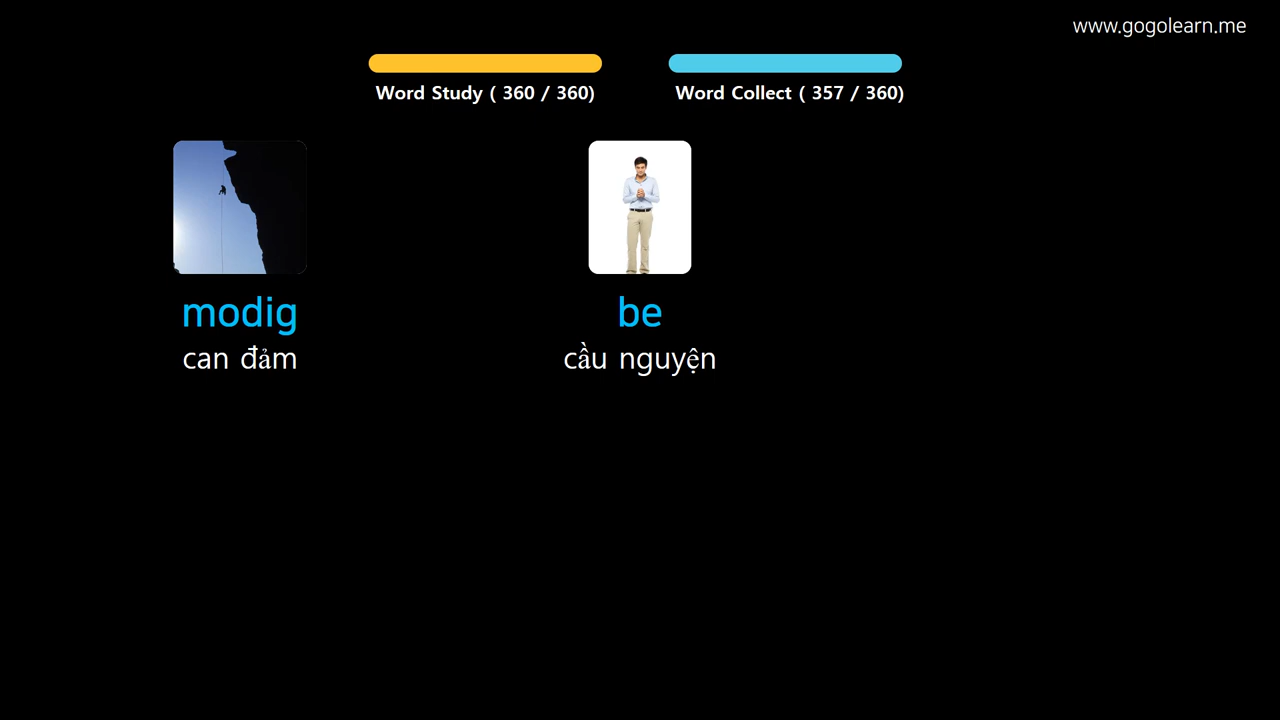 www.gogolearn.me
Word Study ( 360 / 360)
Word Collect ( 357 / 360)
modig
can đảm
be
cầu nguyện